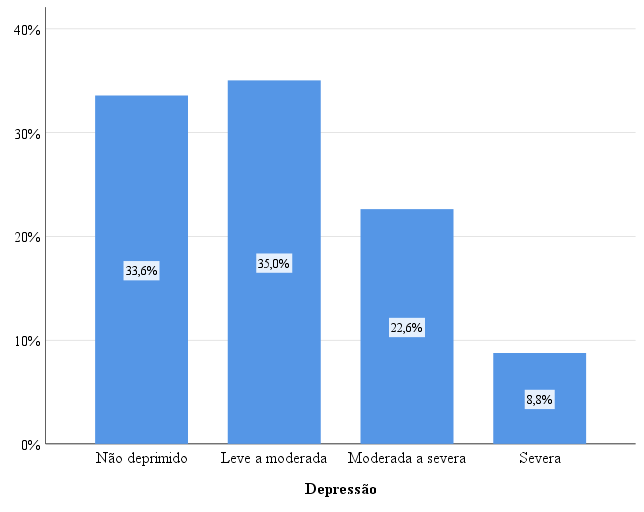 40%
30%
20%
10%
0%
33,6%
35,0%
22,6%
8,8%
Não deprimido
Leve a moderada
Moderada a severa
Severa
Depressão